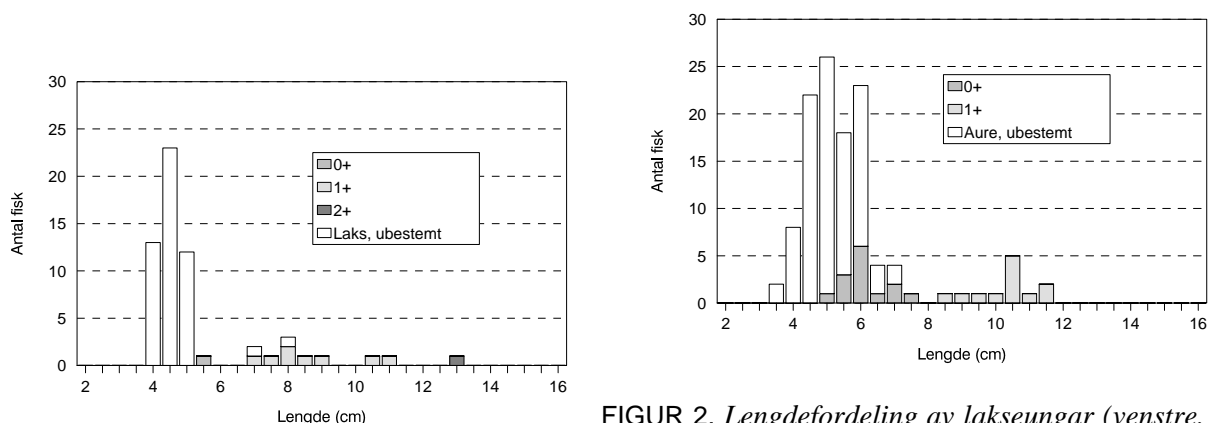 30
25
20
15
10
5
0
Antal fisk
0+
1+
2+
Laks, ubestemt
2 4 6 8 10 12 14 16
Lengde (cm)
30
25
20
15
10
5
0
Antal fisk
0+
1+
Aure, ubestemt
2 4 6 8 10 12 14 16
Lengde (cm)
FIGUR 2. Lengdefordeling av lakseungar (venstre,